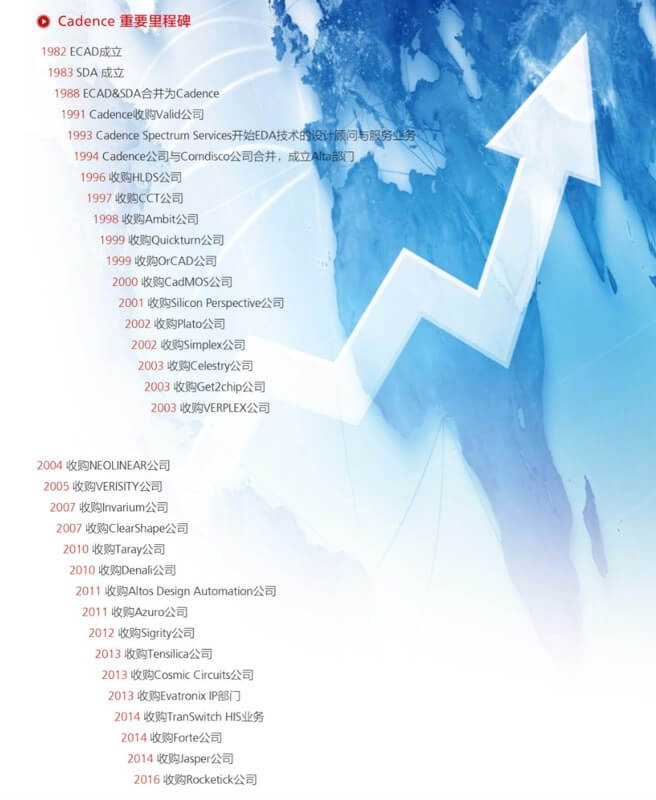 Cadence 重要里程碑
1982 ECAD成立
1983 SDA 成立
1988 ECAD&SDA合并为Cadence
1991 Cadence收购Valid公司
1993 Cadence Spectrum Services开始EDA技术的设计顾问与服务业务
1994 Cadence公司与Comdisco公司合并，成立Alta部门
1996 收购HLDS公司
1997 收购CCT公司
1998 收购Ambit公司
1999 收购Quickturn公司
1999 收购OrCAD公司
2000 收购CadMOS公司
2001 收购Silicon Perspective公司
2002 收购Plato公司
2002 收购Simplex公司
2003 收购Celestry公司
2003 收购Get2chip公司
2003 收购VERPLEX公司
2004 收购NEOLINEAR公司
2005 收购VERISITY公司
2007 收购Invarium公司
2007 收购ClearShape公司
2010 收购Taray公司
2010 收购Denali公司
2011 收购Altos Design Automation公司
2011 收购Azuro公司
2012 收购Sigrity公司
2013 收购Tensilica公司
2013 收购Cosmic Circuits公司
2013 收购Evatronix IP部门
2014 收购TranSwitch HIS业务
2014 收购Forte公司
2014 收购Jasper公司
2016 收购Rocketick公司